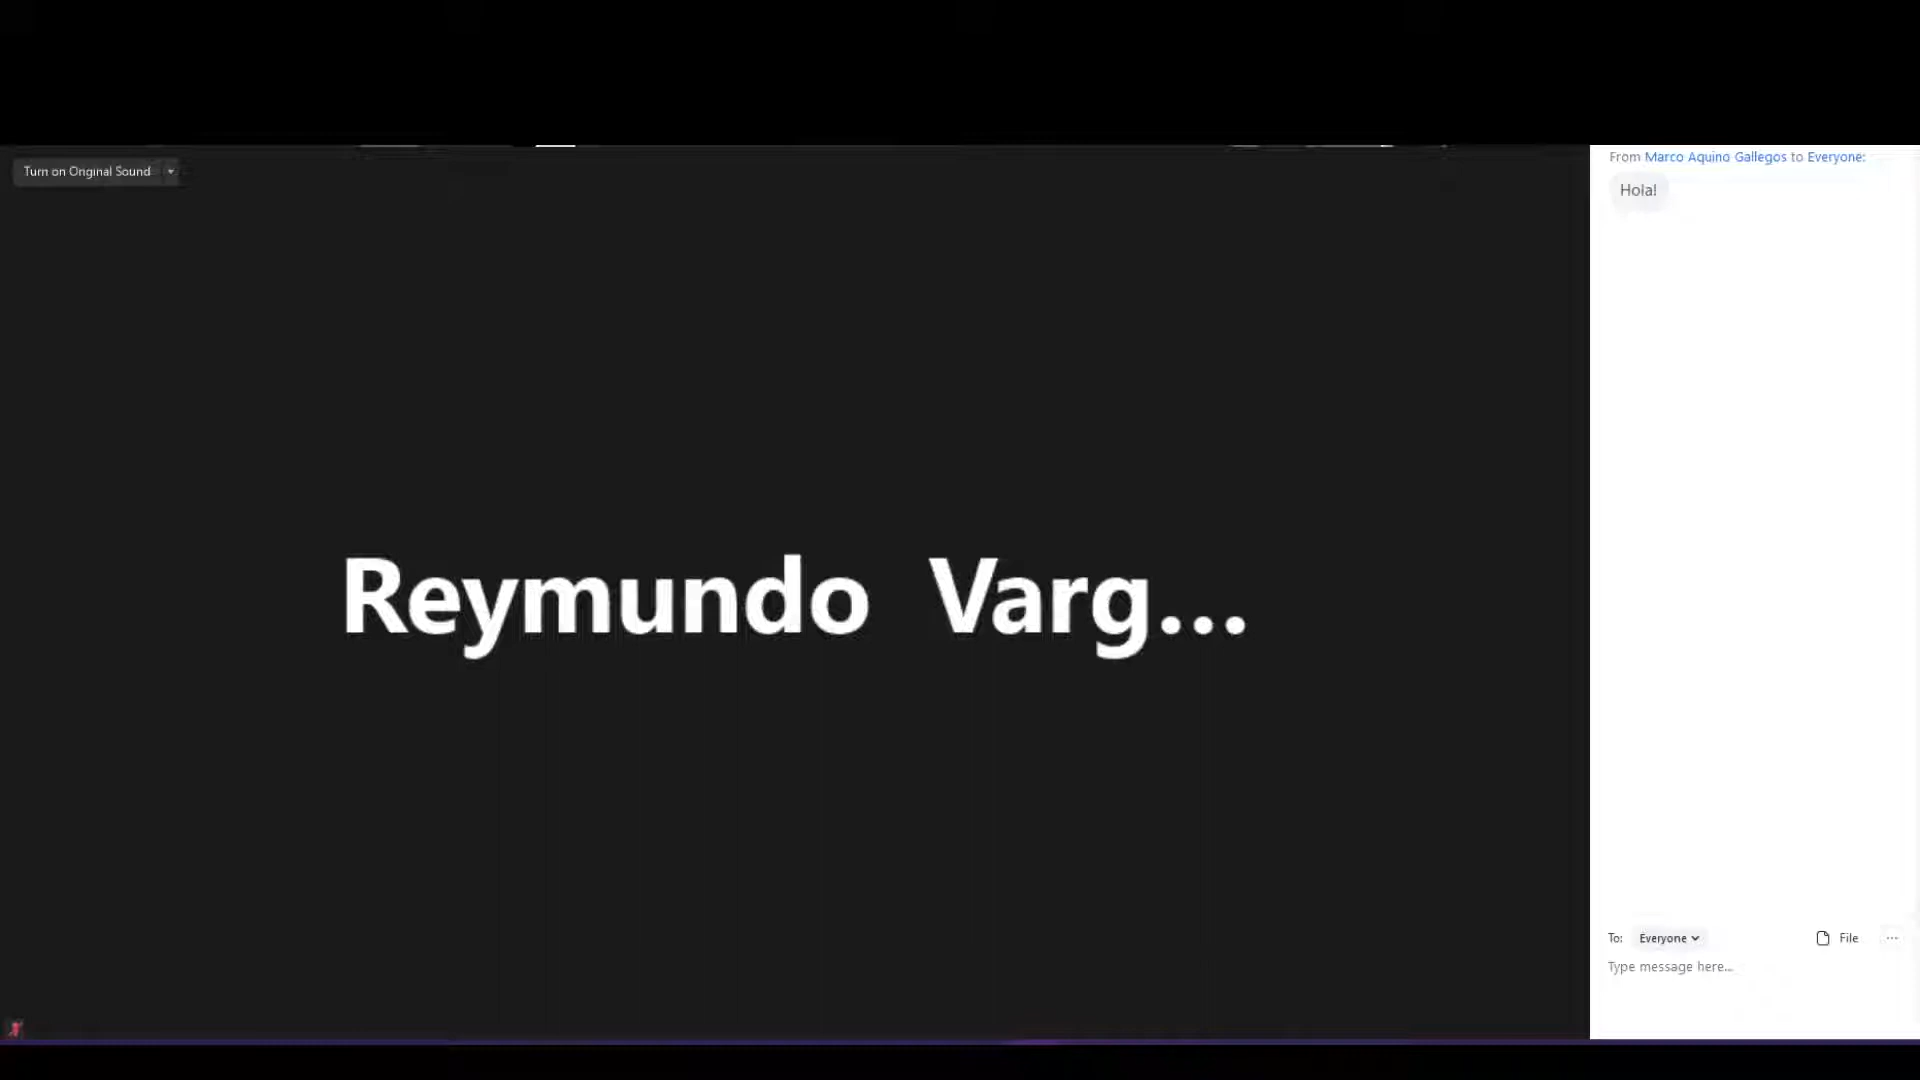 Turn on Original Sound
From Marco Aquino Gallegos to Everyone:
Hola!
Reymundo Varg...
To: Everyone File ...
Type message here...